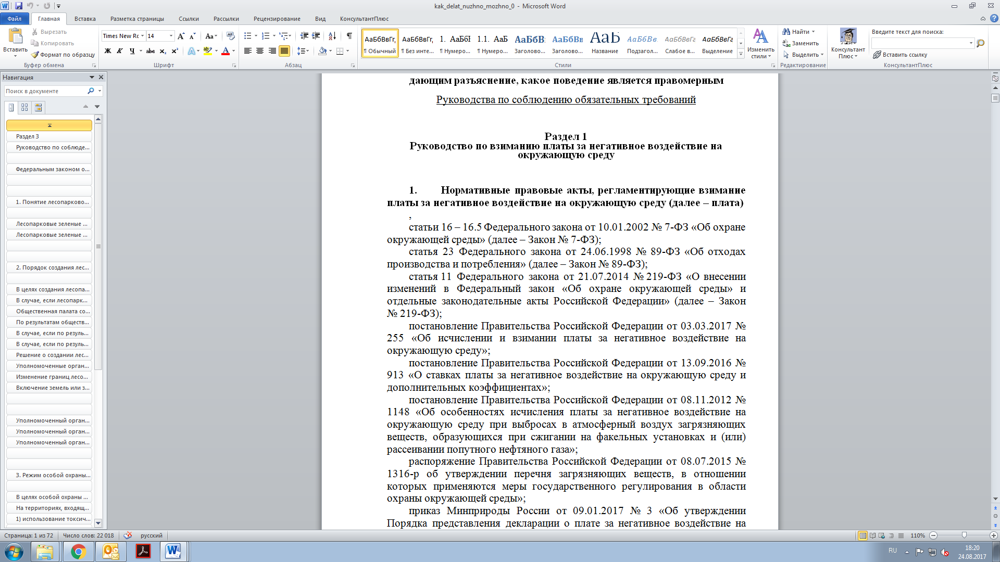 kak_delat_nuzhno_mozhno_0 - Microsoft Word
Файл Главная Вставка Разметка страницы Ссылки Рассылки Рецензирование Вид КонсультантПлюс
Вставить
Вырезать
Копировать
Формат по образцу
Буфер обмена
Times New Rc 14
Ж К Ч abc x₂ x²
Шрифт
Абзац
АаБбВвГг, АаБбВвГг, 1. АаБбІ 1.1. АаБ АаБбВ АаБбВв АаБ АаБбВв. АаБбВвГг АаБбВвГг
¶ Обычный ¶ Без инте... ¶ Нумеро... ¶ Нумеро... Заголово... Заголово... Название Подзагол... Слабое в... Выделение
Стили
Изменить стили
Найти
Заменить
Выделить
Редактирование
Консультант Плюс
Введите текст для поиска:
Вставить ссылку
КонсультантПлюс
Навигация
Поиск в документе
Раздел 3
Руководство по соблюде...
Федеральным законом о...
1. Понятие лесопарково...
Лесопарковые зеленые ...
Лесопарковые зеленые ...
2. Порядок создания лес...
В целях создания лесопа...
В случае, если лесопарк...
Общественная палата со...
По результатам обществ...
В случае, если по резуль...
В случае, если по резуль...
Решение о создании лес...
Уполномоченные орган...
Изменение границ лесо...
Включение земель или з...
Уполномоченный орган...
Уполномоченный орган...
Уполномоченный орган...
3. Режим особой охраны...
В целях особой охраны ...
На территориях, входящ...
1) использование токсич...
дающим разъяснение, какое поведение является правомерным
Руководства по соблюдению обязательных требований
Раздел 1
Руководство по взиманию платы за негативное воздействие на
окружающую среду
1. Нормативные правовые акты, регламентирующие взимание
платы за негативное воздействие на окружающую среду (далее – плата)
,
статьи 16 – 16.5 Федерального закона от 10.01.2002 № 7-ФЗ «Об охране
окружающей среды» (далее – Закон № 7-ФЗ);
статья 23 Федерального закона от 24.06.1998 № 89-ФЗ «Об отходах
производства и потребления» (далее – Закон № 89-ФЗ);
статья 11 Федерального закона от 21.07.2014 № 219-ФЗ «О внесении
изменений в Федеральный закон «Об охране окружающей среды» и
отдельные законодательные акты Российской Федерации» (далее – Закон
№ 219-ФЗ);
постановление Правительства Российской Федерации от 03.03.2017 №
255 «Об исчислении и взимании платы за негативное воздействие на
окружающую среду»;
постановление Правительства Российской Федерации от 13.09.2016 №
913 «О ставках платы за негативное воздействие на окружающую среду и
дополнительных коэффициентах»;
постановление Правительства Российской Федерации от 08.11.2012 №
1148 «Об особенностях исчисления платы за негативное воздействие на
окружающую среду при выбросах в атмосферный воздух загрязняющих
веществ, образующихся при сжигании на факельных установках и (или)
рассеивании попутного нефтяного газа»;
распоряжение Правительства Российской Федерации от 08.07.2015 №
1316-р об утверждении перечня загрязняющих веществ, в отношении
которых применяются меры государственного регулирования в области
охраны окружающей среды»;
приказ Минприроды России от 09.01.2017 № 3 «Об утверждении
Порядка представления декларации о плате за негативное воздействие на
Страница: 1 из 72 Число слов: 22 018 русский
110%
RU
18:20
24.08.2017